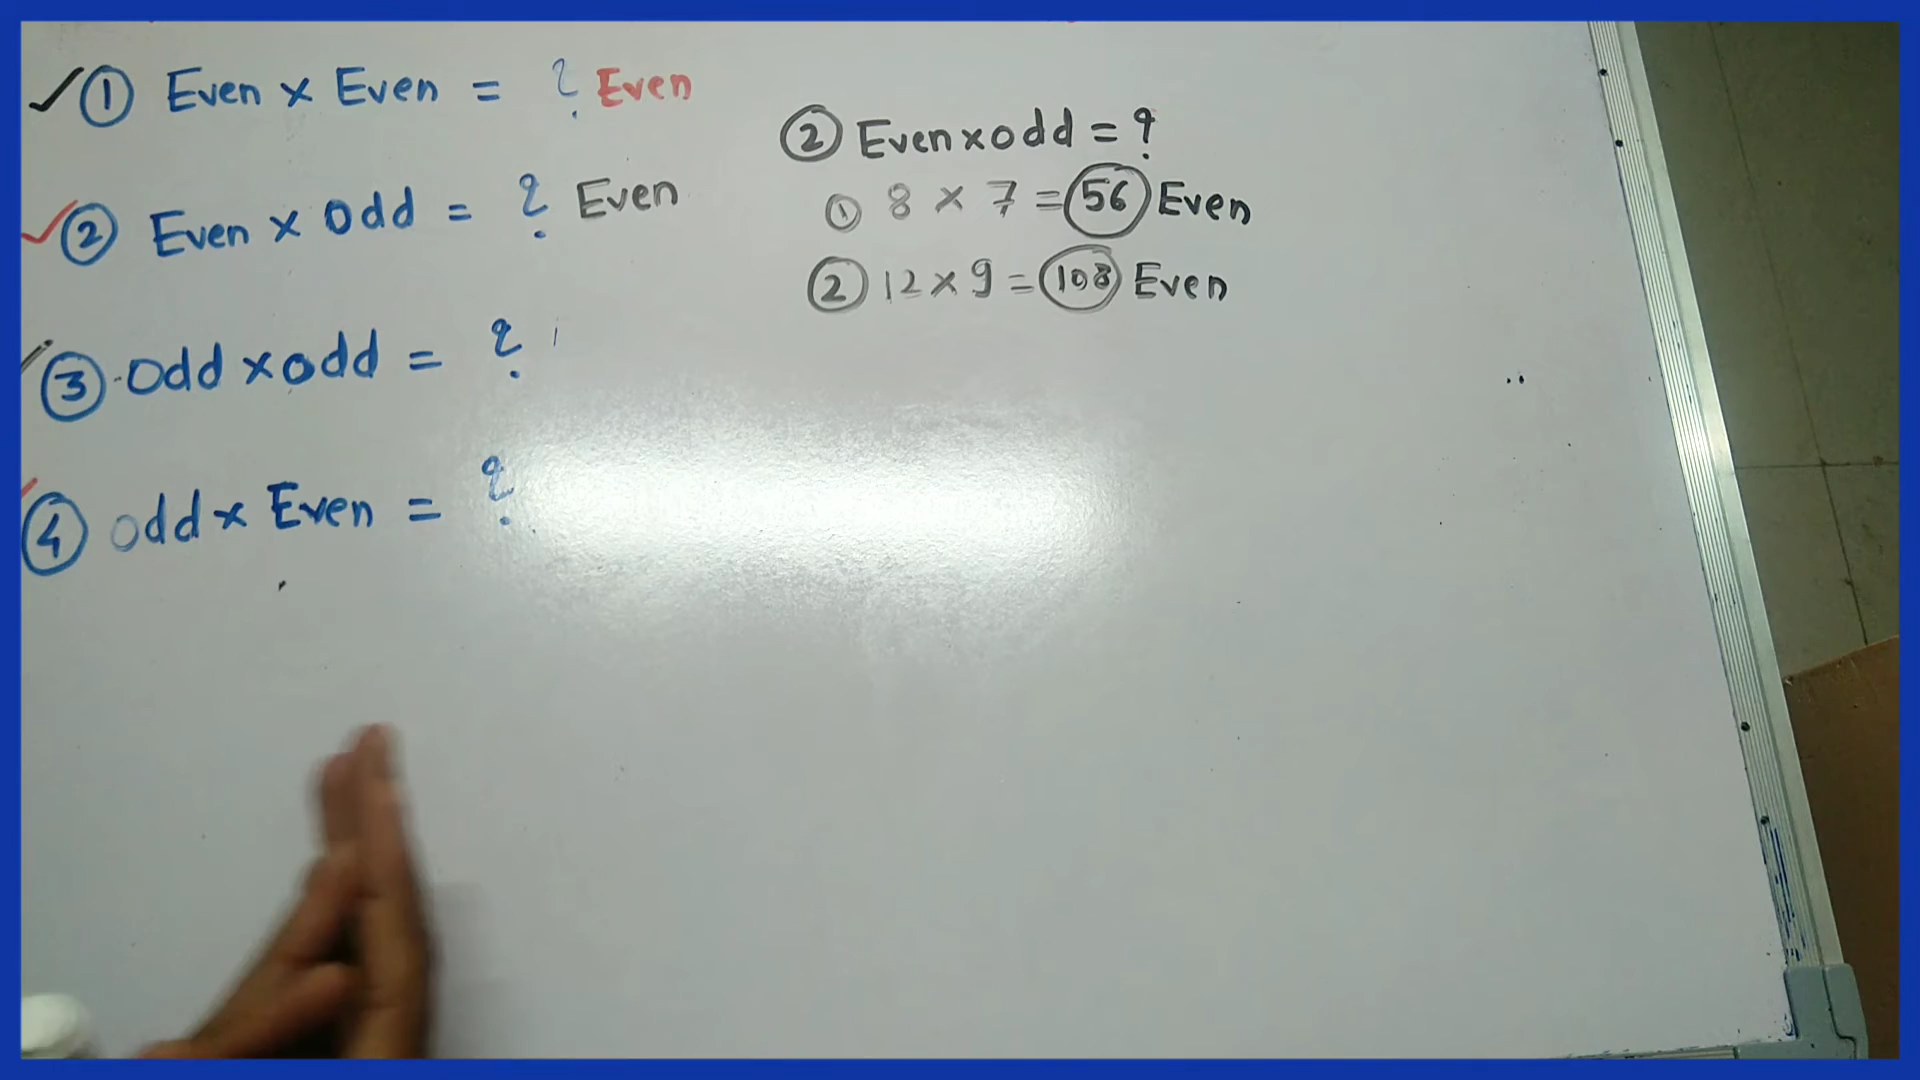 ① Even x Even = ? Even
② Even x Odd = ? Even
③ Odd x odd = ?
④ odd x Even = ?
② Even x odd = ?
① 8 x 7 = 56 Even
② 12 x 9 = 108 Even